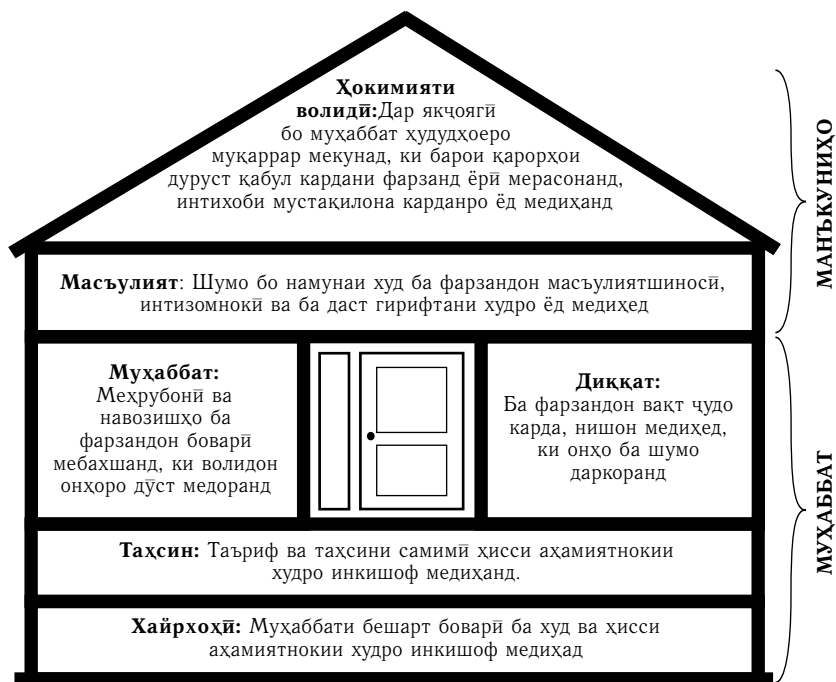 Ҳокимияти
волидӣ:Дар якҷоягӣ
бо муҳаббат ҳудудҳоеро
муқаррар мекунад, ки барои қарорҳои
дуруст қабул кардани фарзанд ёрӣ мерасонанд,
интихоби мустақилона карданро ёд медиҳанд
МАНЪКУНИҲО
Масъулият: Шумо бо намунаи худ ба фарзандон масъулиятшиносӣ,
интизомнокӣ ва ба даст гирифтани худро ёд медиҳед
Муҳаббат:
Меҳрубонӣ ва
навозишҳо ба
фарзандон боварӣ
мебахшанд, ки волидон
онҳоро дӯст медоранд
Диққат:
Ба фарзандон вақт ҷудо
карда, нишон медиҳед,
ки онҳо ба шумо
даркоранд
МУҲАББАТ
Таҳсин: Таъриф ва таҳсини самимӣ ҳисси аҳамиятнокии
худро инкишоф медиҳанд.
Хайрхоҳӣ: Муҳаббати бешарт боварӣ ба худ ва ҳисси
аҳамиятнокии худро инкишоф медиҳад